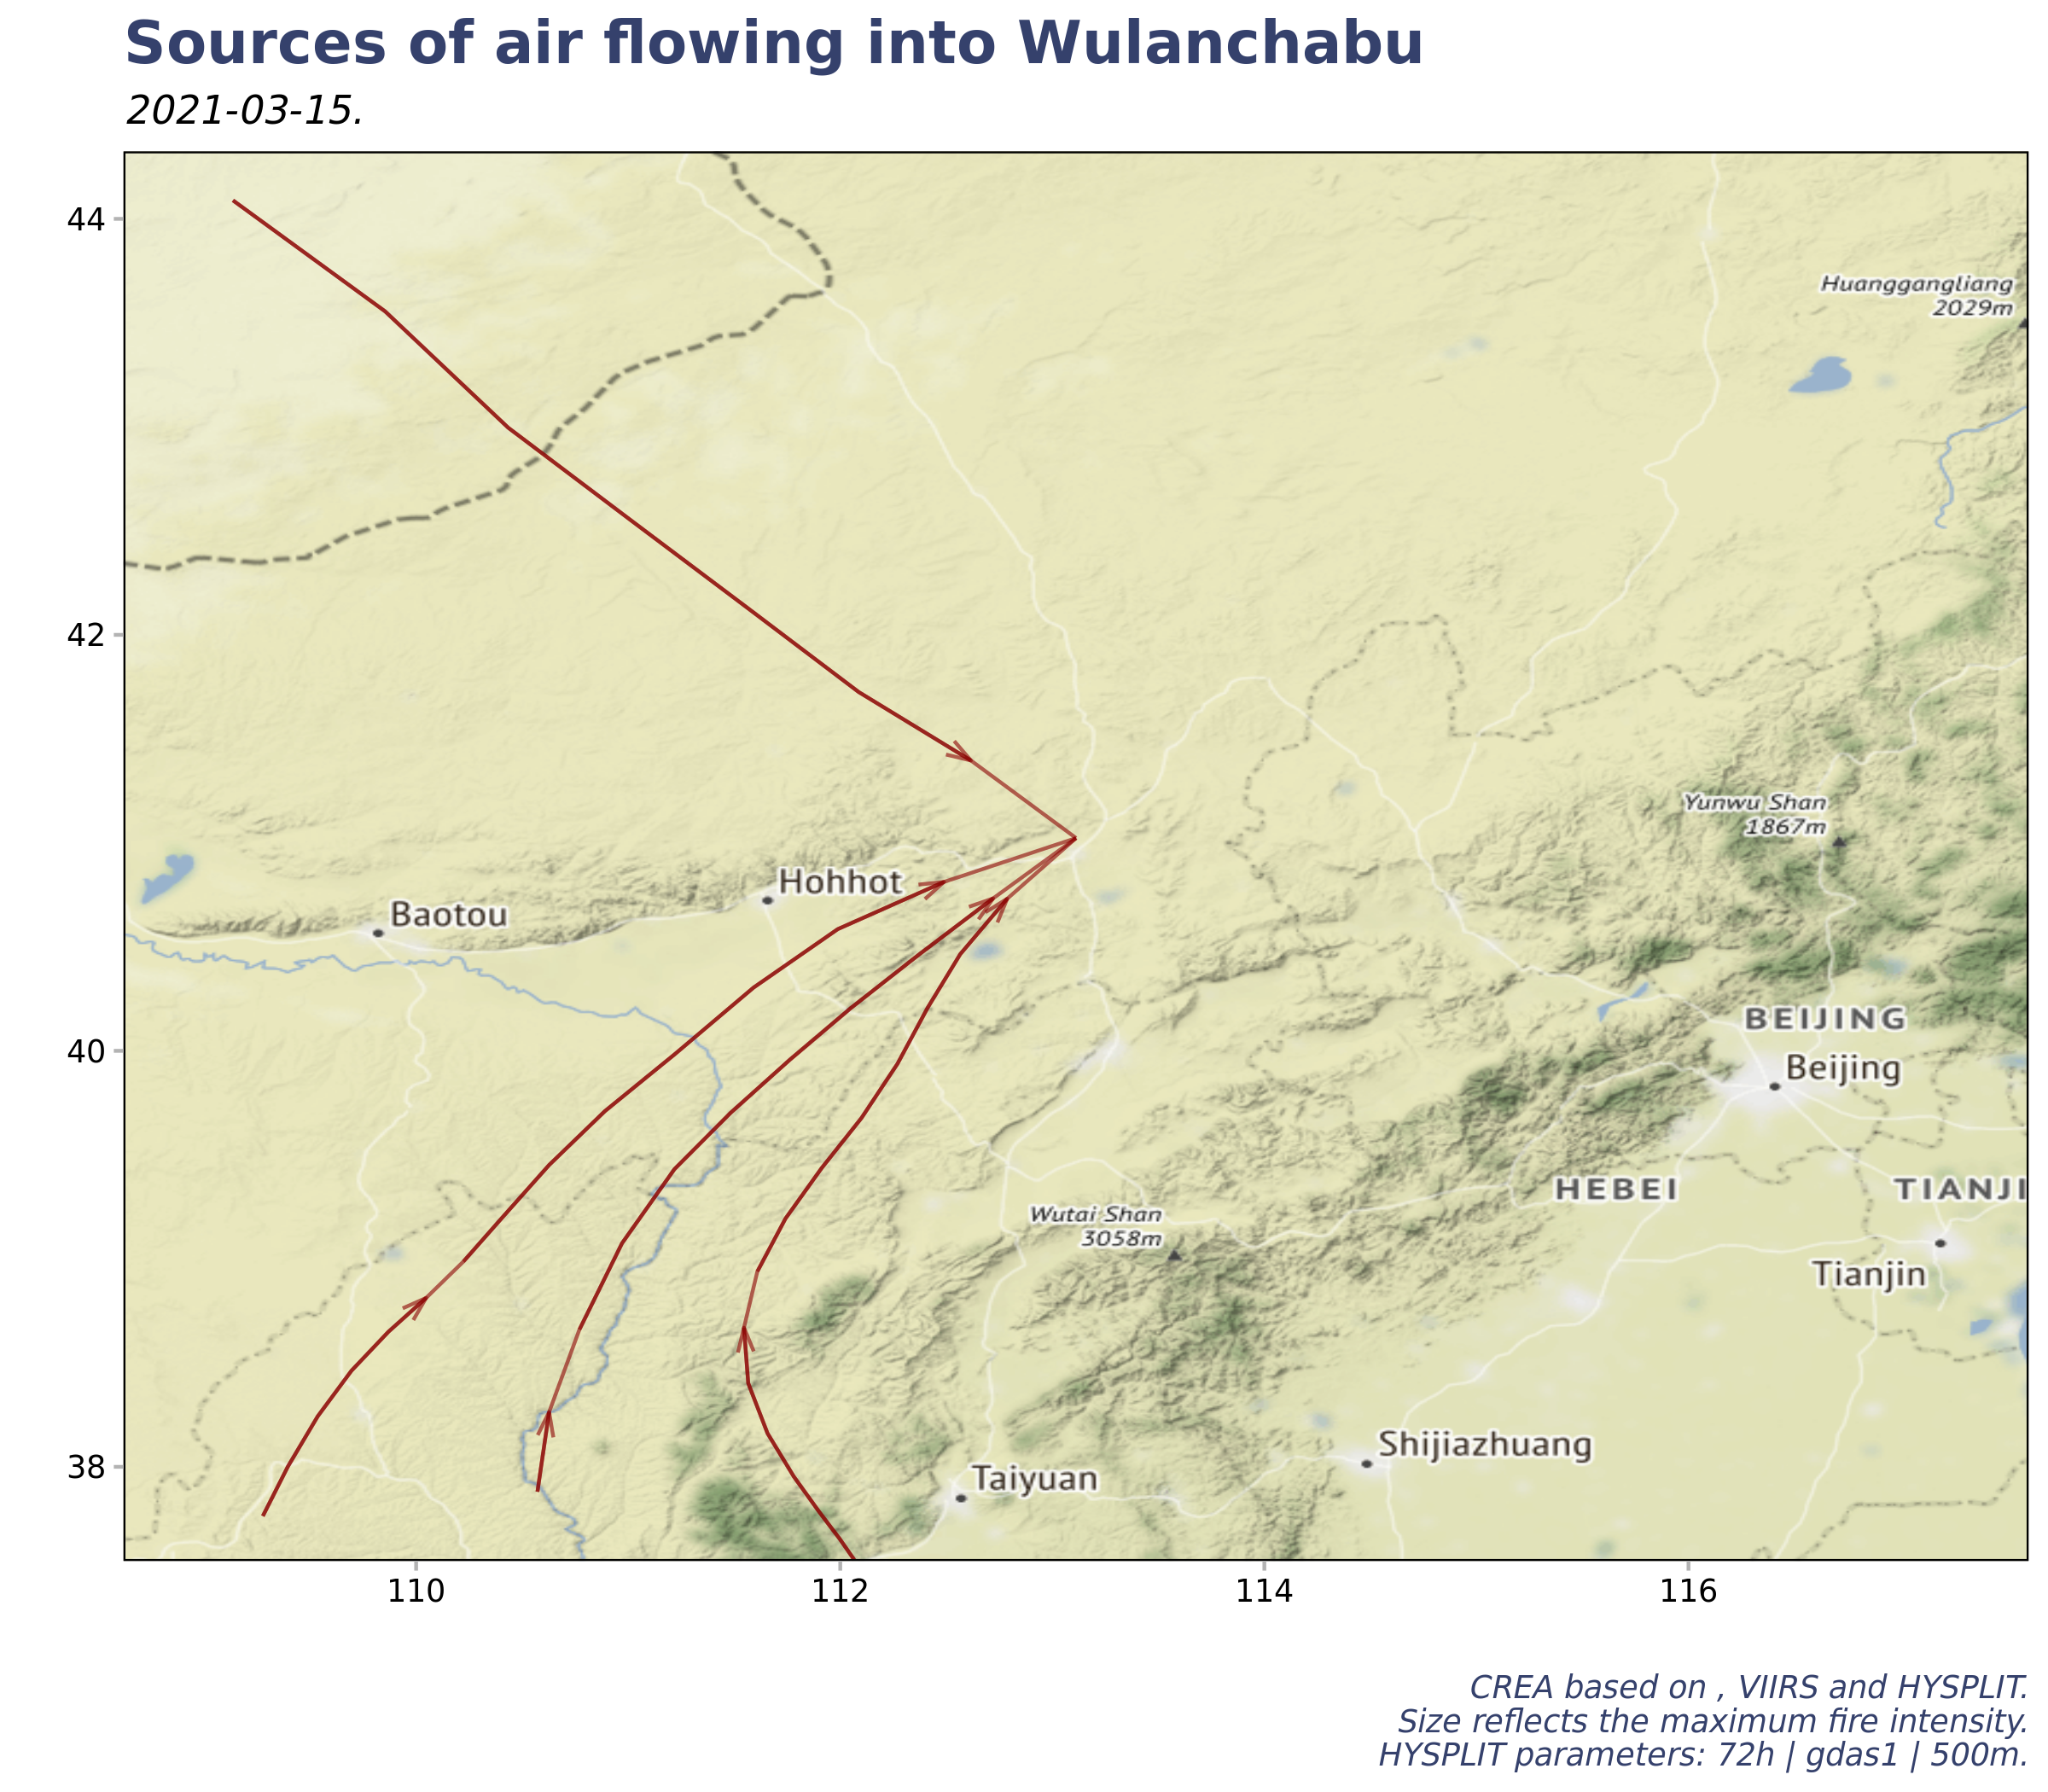 Sources of air flowing into Wulanchabu
2021-03-15.
44
42
40
38
110
112
114
116
Huanggangliang
2029m
Yunwu Shan
1867m
Hohhot
Baotou
BEIJING
Beijing
HEBEI
TIANJI
Wutai Shan
3058m
Tianjin
Shijiazhuang
Taiyuan
CREA based on , VIIRS and HYSPLIT.
Size reflects the maximum fire intensity.
HYSPLIT parameters: 72h | gdas1 | 500m.